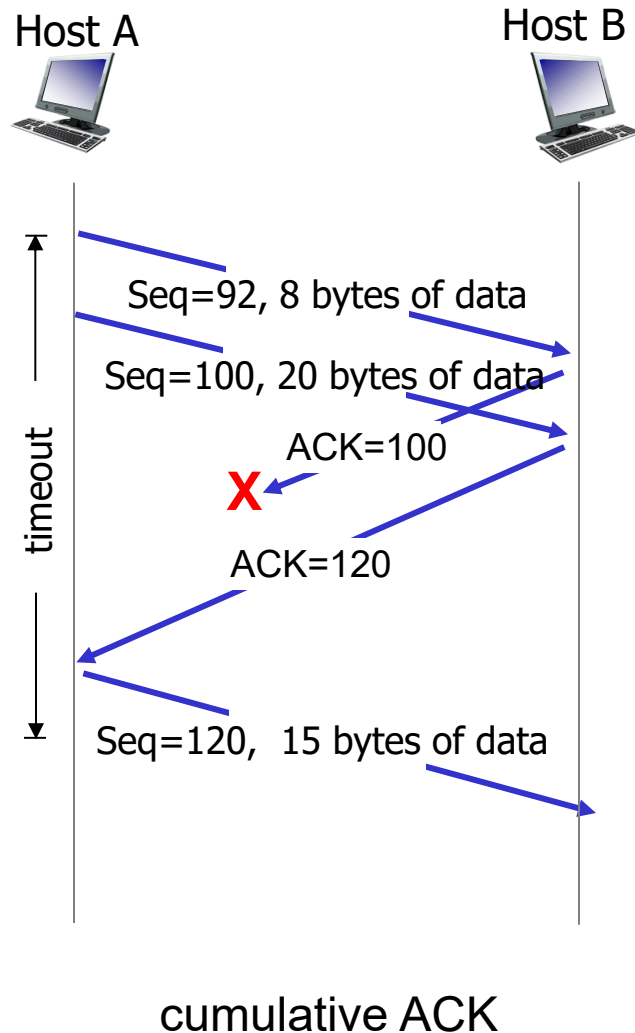 Host A
Host B
Seq=92, 8 bytes of data
Seq=100, 20 bytes of data
timeout
ACK=100
X
ACK=120
Seq=120, 15 bytes of data
cumulative ACK